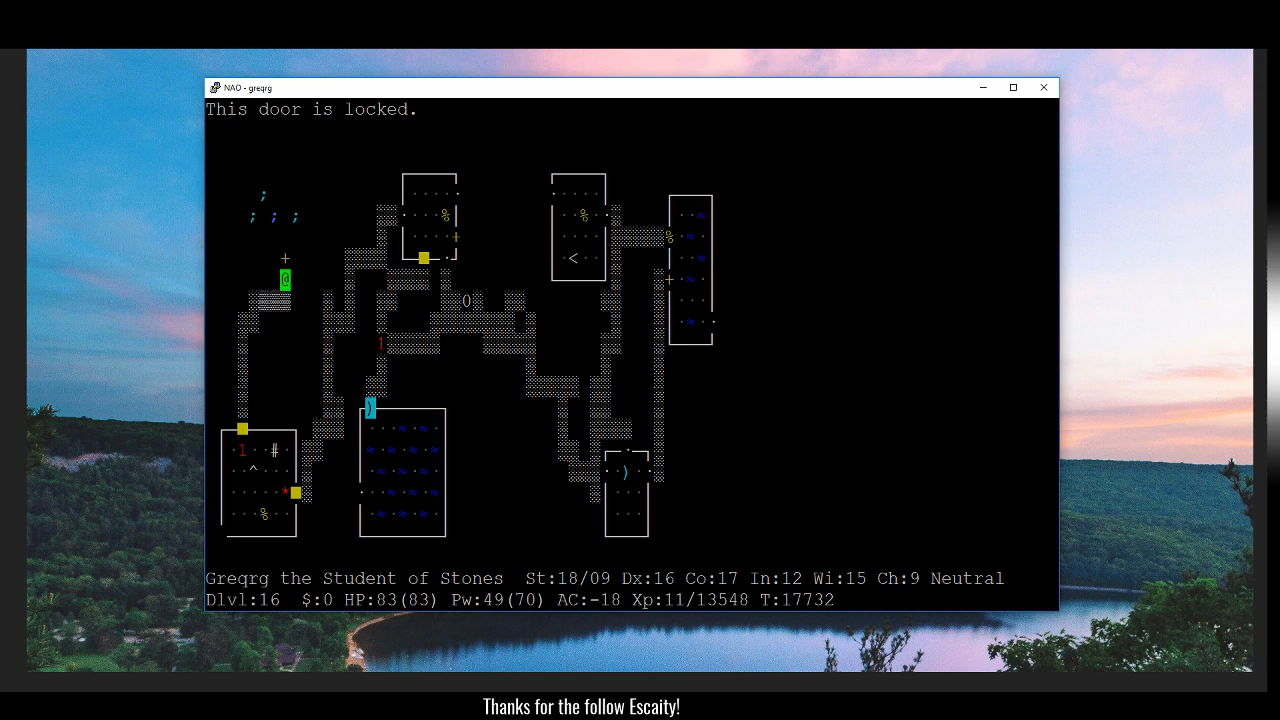 NAO - greqrg
This door is locked.
Greqrg the Student of Stones St:18/09 Dx:16 Co:17 In:12 Wi:15 Ch:9 Neutral
Dlvl:16 $:0 HP:83(83) Pw:49(70) AC:-18 Xp:11/13548 T:17732
Thanks for the follow Escaity!